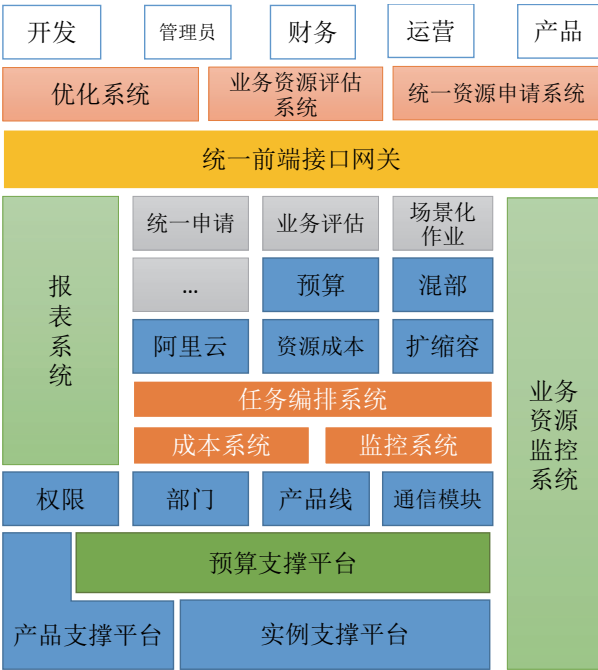 开发
管理员
财务
运营
产品
优化系统
业务资源评估
系统
统一资源申请系统
统一前端接口网关
报
表
系
统
统一申请
业务评估
场景化
作业
...
预算
混部
阿里云
资源成本
扩缩容
任务编排系统
成本系统
监控系统
业务
资源
监控
系统
权限
部门
产品线
通信模块
预算支撑平台
产品支撑平台
实例支撑平台